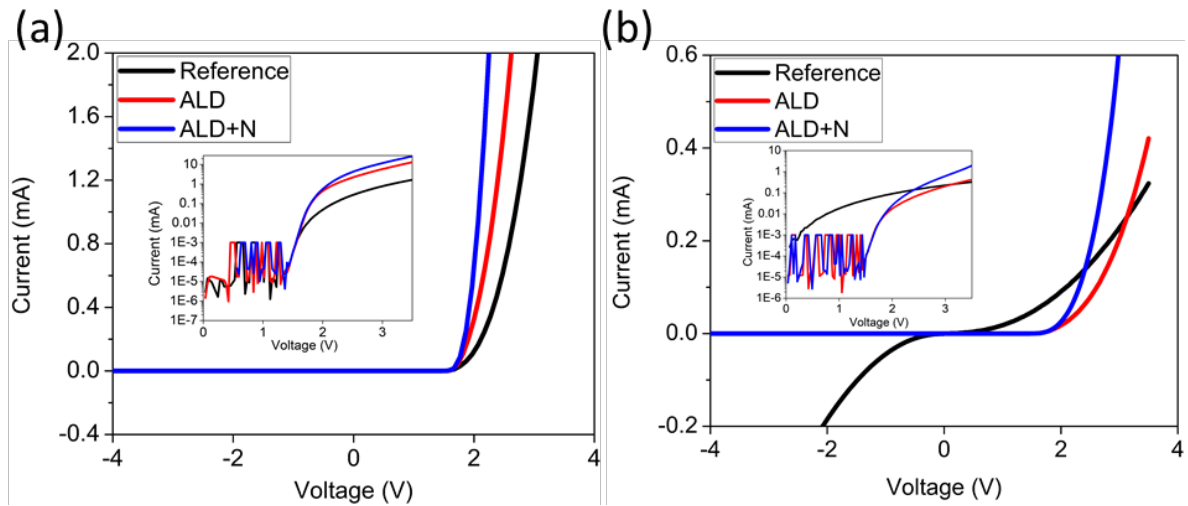 (a)
2.0
1.6
1.2
0.8
0.4
0.0
-0.4
Current (mA)
Reference
ALD
ALD+N
10
1
0.1
0.01
1E-3
1E-4
1E-5
1E-6
1E-7
Current (mA)
0 1 2 3
Voltage (V)
-4 -2 0 2 4
Voltage (V)
(b)
0.6
0.4
0.2
0.0
-0.2
Current (mA)
Reference
ALD
ALD+N
10
1
0.1
0.01
1E-3
1E-4
1E-5
1E-6
Current (mA)
0 1 2 3
Voltage (V)
-4 -2 0 2 4
Voltage (V)